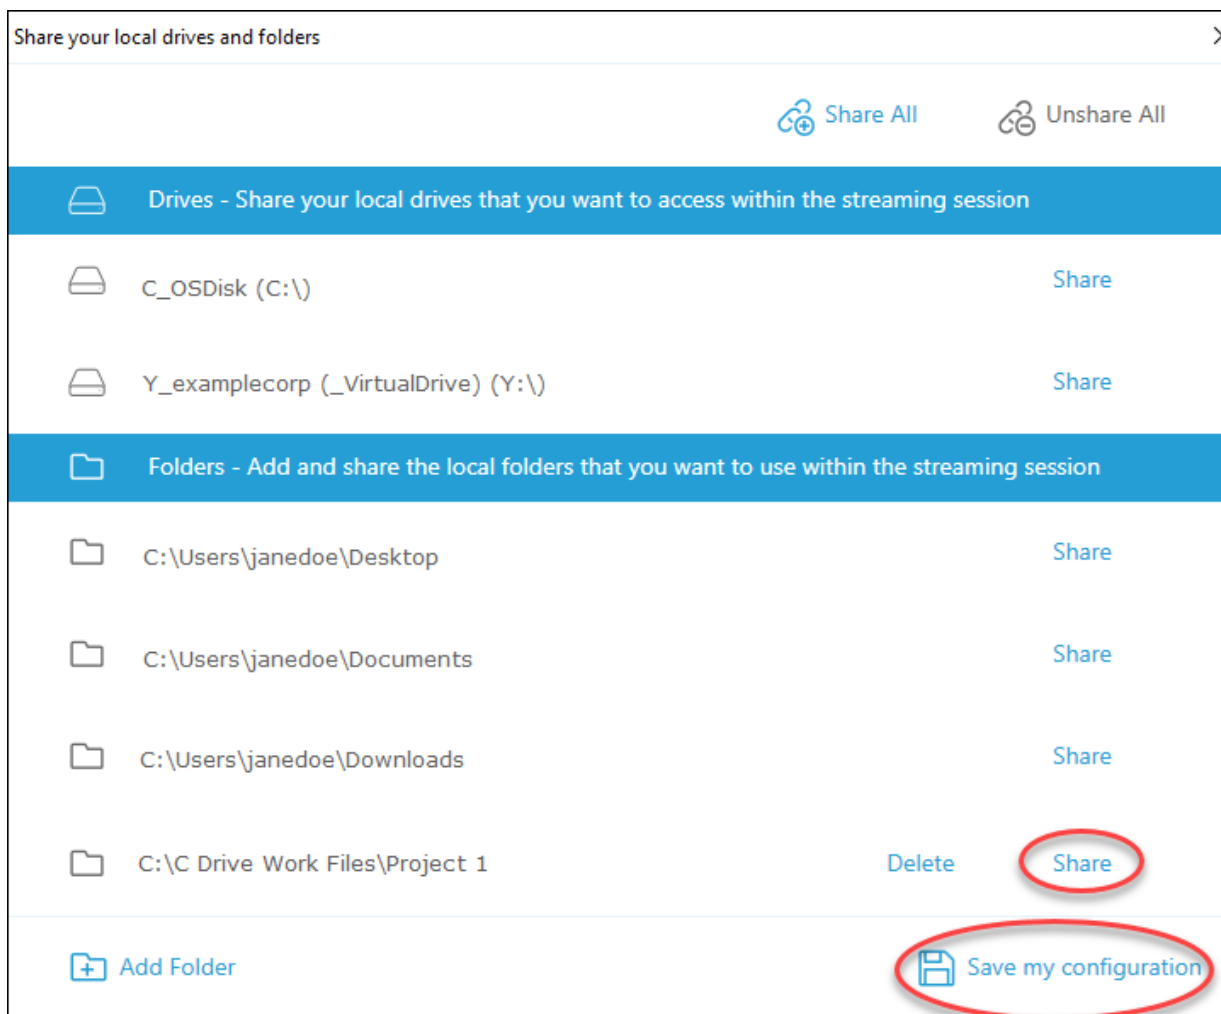 Share your local drives and folders
Share All
Unshare All
Drives - Share your local drives that you want to access within the streaming session
C_OSDisk (C:\)
Share
Y_examplecorp (_VirtualDrive) (Y:\)
Share
Folders - Add and share the local folders that you want to use within the streaming session
C:\Users\janedoe\Desktop
Share
C:\Users\janedoe\Documents
Share
C:\Users\janedoe\Downloads
Share
C:\C Drive Work Files\Project 1
Delete
Share
Add Folder
Save my configuration